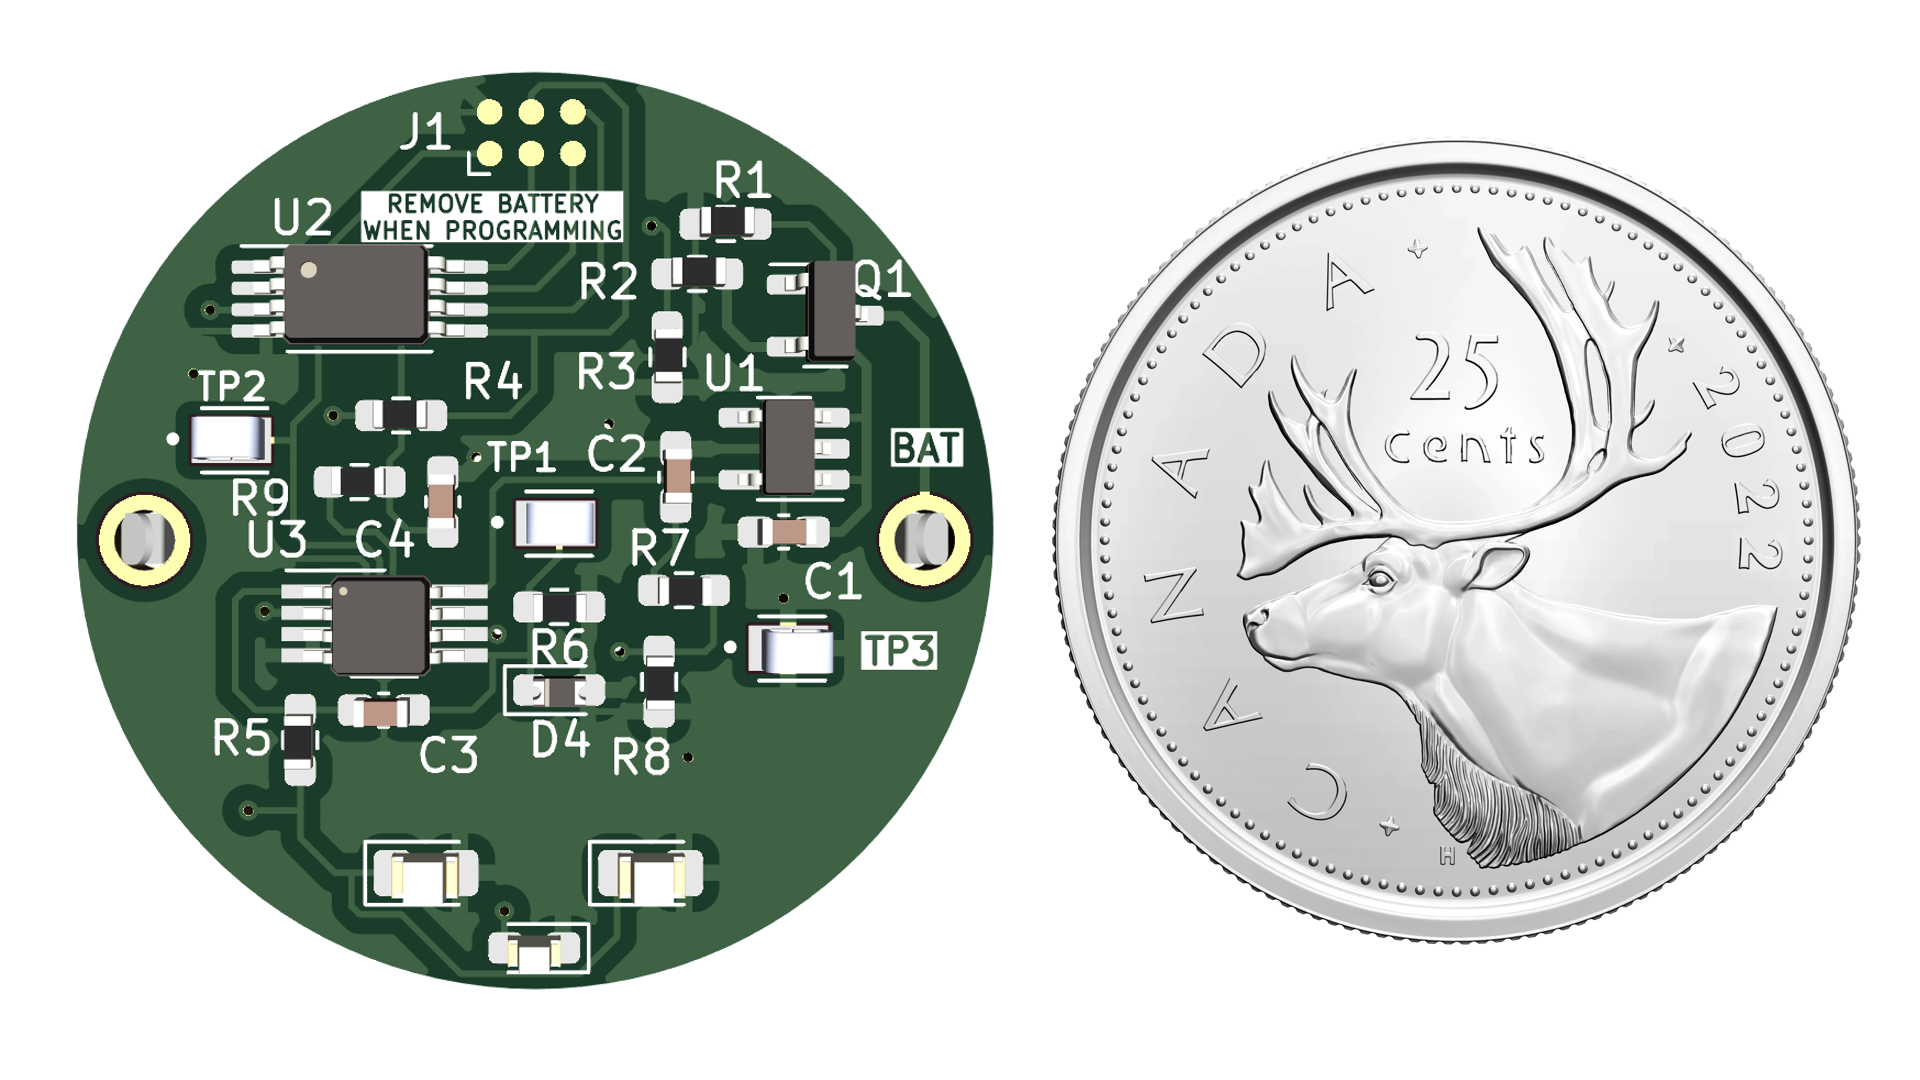 J1
REMOVE BATTERY
WHEN PROGRAMMING
R1
U2
R2
Q1
R3
U1
R4
TP2
TP1
C2
BAT
R9
U3
C4
R7
C1
R6
TP3
R5
C3
D4
R8
CANADA
25
cents
2022
H